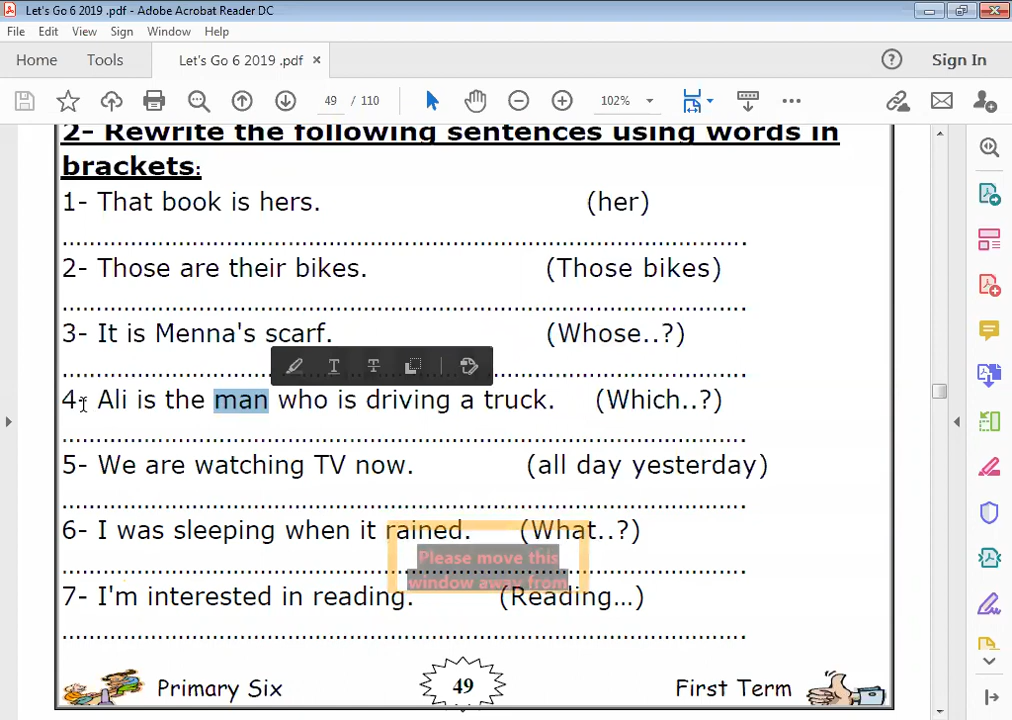 Let's Go 6 2019 .pdf - Adobe Acrobat Reader DC
File Edit View Sign Window Help
Home Tools Let's Go 6 2019 .pdf × Sign In
49 / 110 102%
2- Rewrite the following sentences using words in
brackets:
1- That book is hers. (her)
..........................................................................................
2- Those are their bikes. (Those bikes)
..........................................................................................
3- It is Menna's scarf. (Whose..?)
..........................................................................................
4- Ali is the man who is driving a truck. (Which..?)
..........................................................................................
5- We are watching TV now. (all day yesterday)
..........................................................................................
6- I was sleeping when it rained. (What..?)
Please move this
..........................................................................................
window away from
7- I'm interested in reading. (Reading...)
..........................................................................................
Primary Six 49 First Term